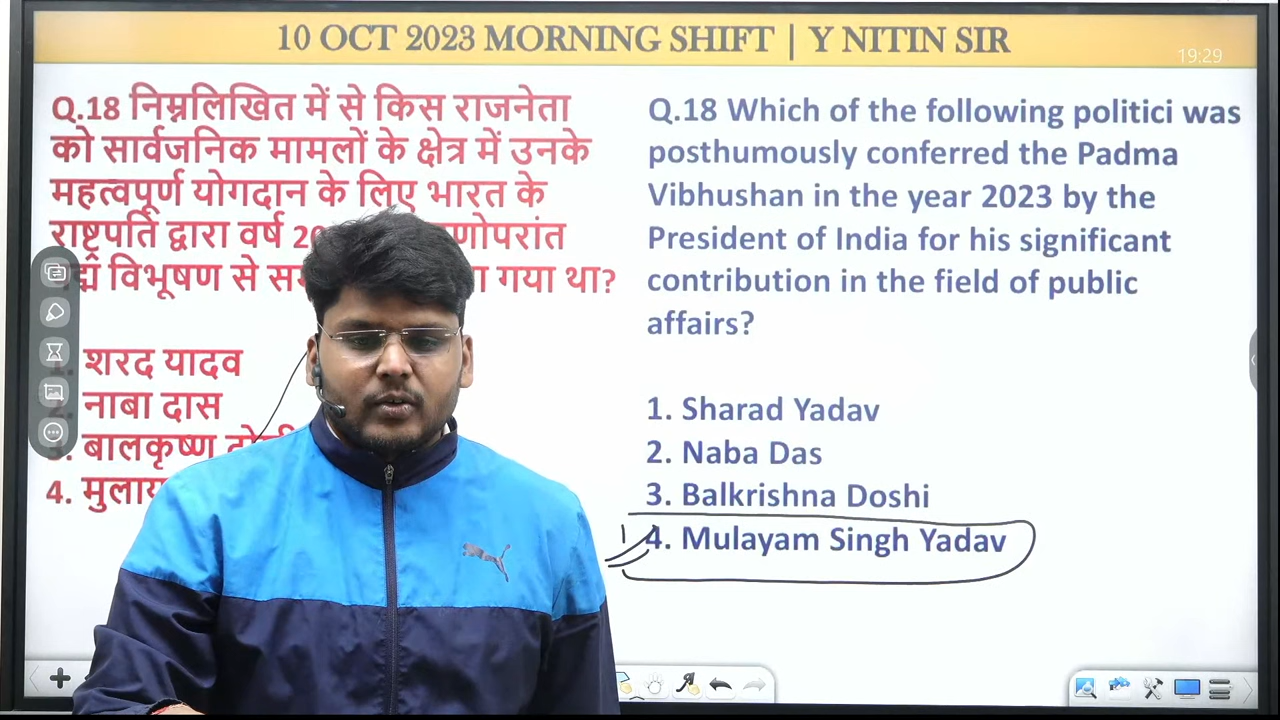 10 OCT 2023 MORNING SHIFT | Y NITIN SIR
19:29
Q.18 निम्नलिखित में से किस राजनेता
को सार्वजनिक मामलों के क्षेत्र में उनके
महत्वपूर्ण योगदान के लिए भारत के
राष्ट्रपति द्वारा वर्ष
विभूषण से गया था?
शरद यादव
नाबा दास
बालकृष्ण
4.
Q.18 Which of the following politici was
posthumously conferred the Padma
Vibhushan in the year 2023 by the
President of India for his significant
contribution in the field of public
affairs?
1. Sharad Yadav
2. Naba Das
3. Balkrishna Doshi
4. Mulayam Singh Yadav